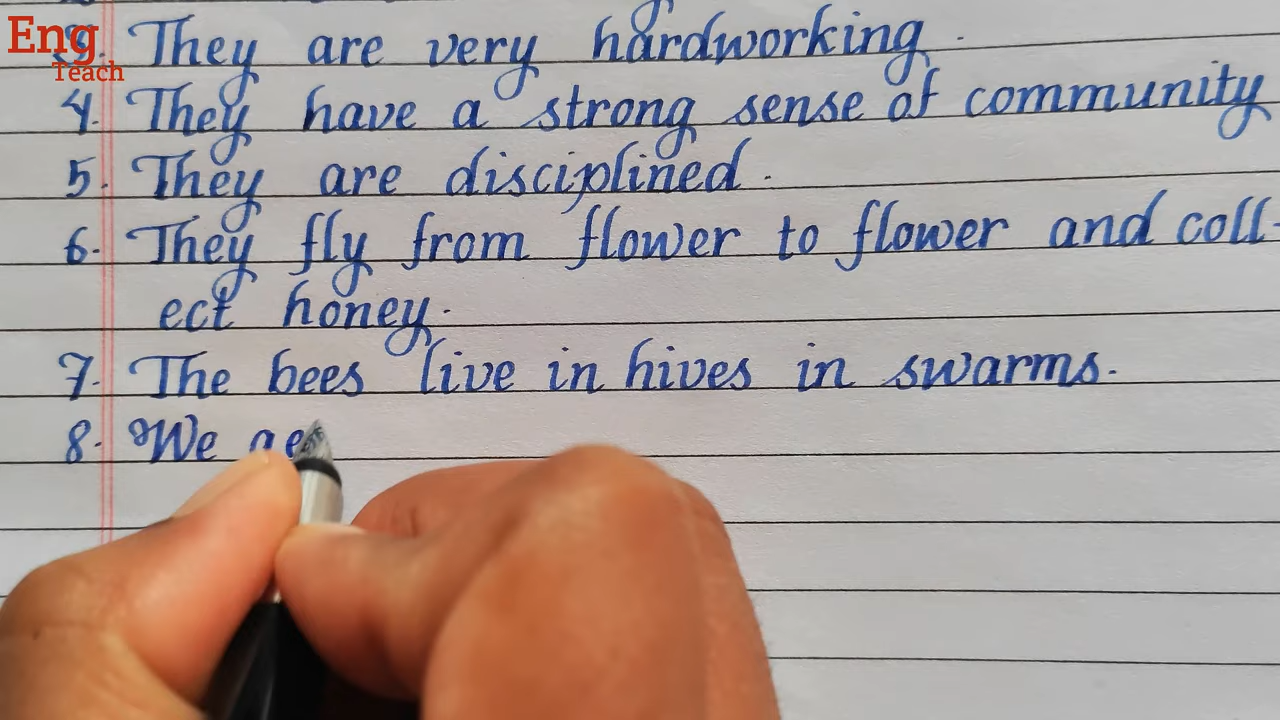 Eng
Teach
3. They are very hardworking.
4. They have a strong sense of community
5. They are disciplined.
6. They fly from flower to flower and coll-
ect honey.
7. The bees live in hives in swarms.
8. We